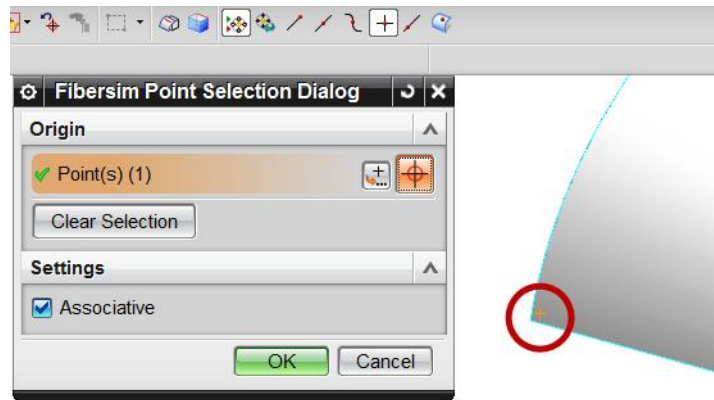 Fibersim Point Selection Dialog
Origin
Point(s) (1)
Clear Selection
Settings
Associative
OK Cancel